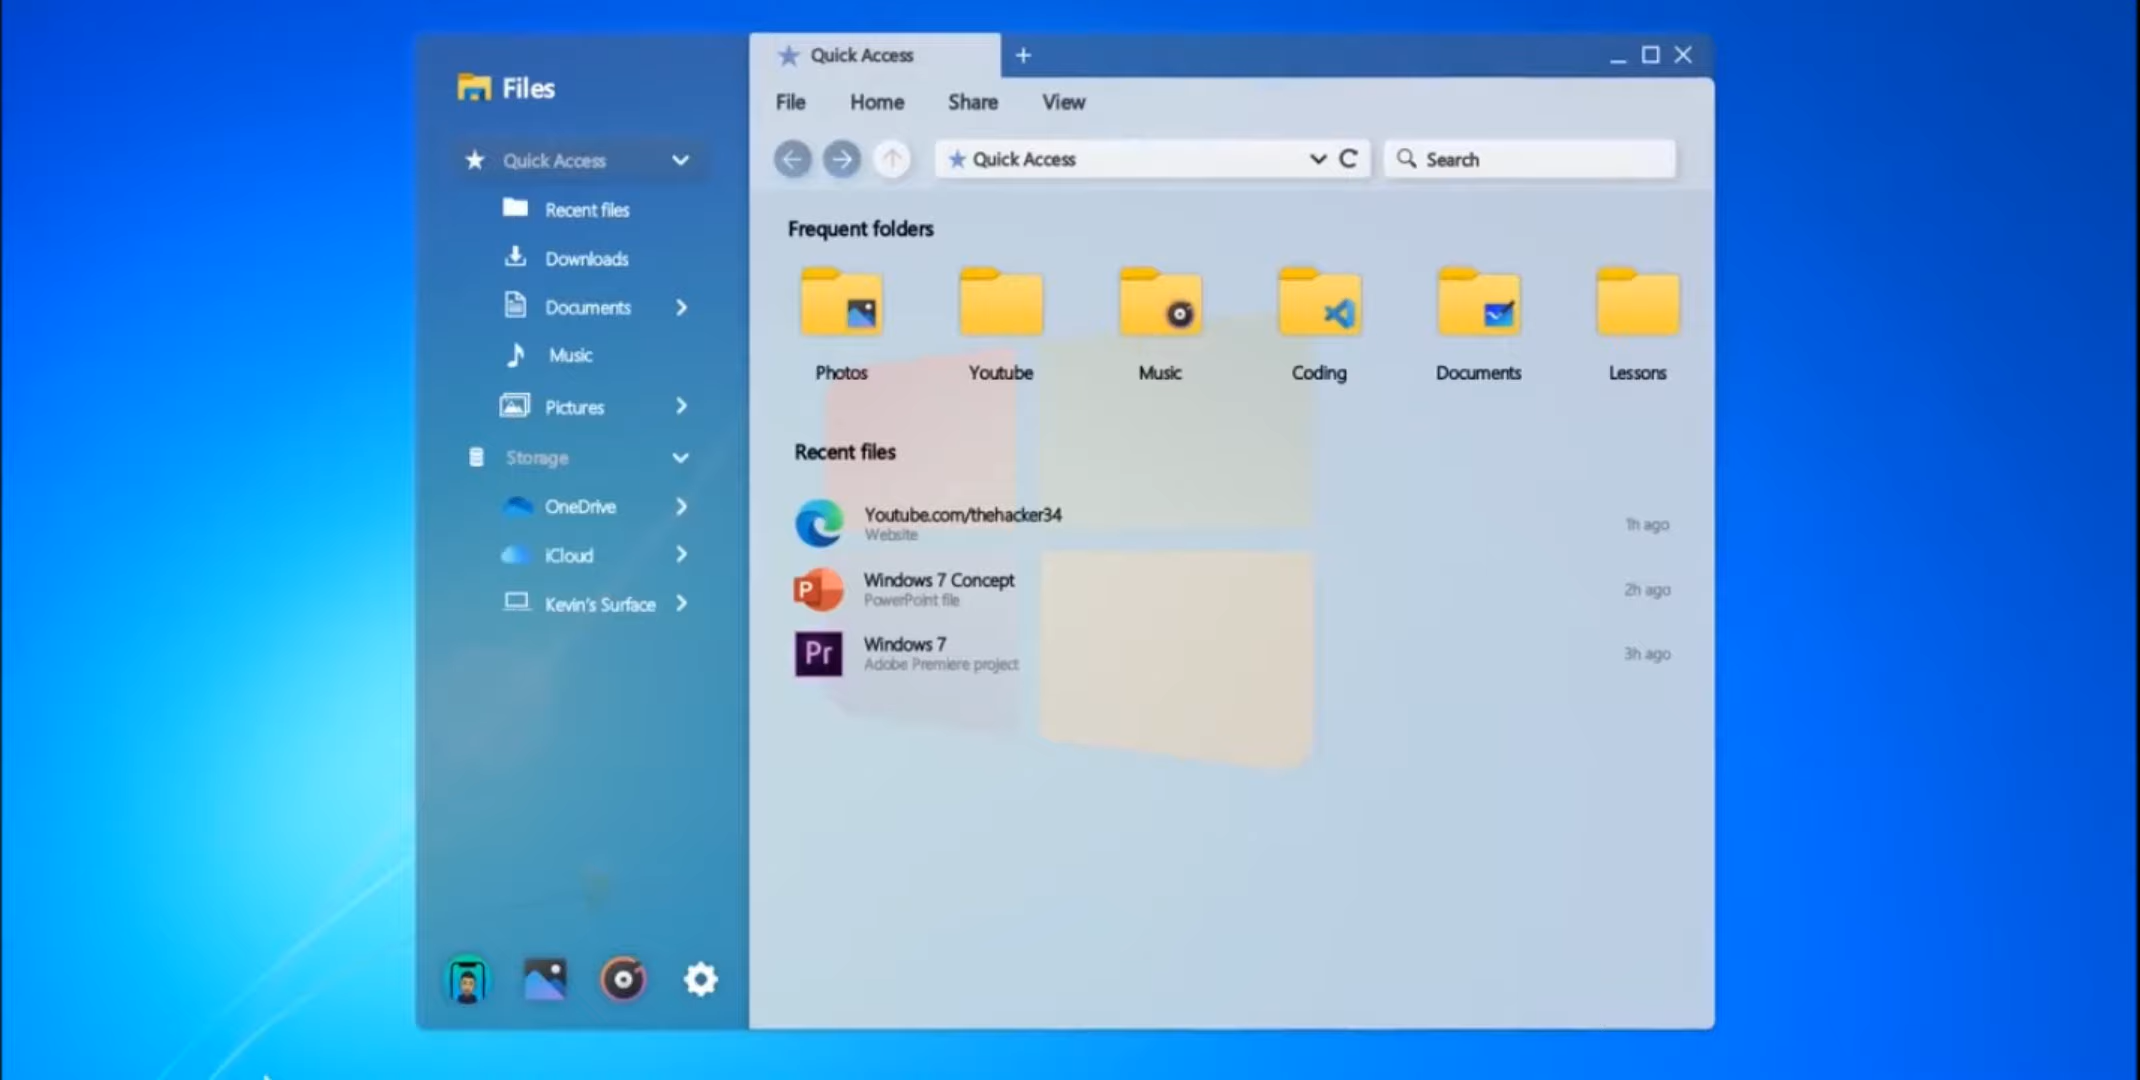 Files
Quick Access
Recent files
Downloads
Documents
Music
Pictures
Storage
OneDrive
iCloud
Kevin's Surface
Quick Access
File Home Share View
Quick Access
Search
Frequent folders
Photos Youtube Music Coding Documents Lessons
Recent files
Youtube.com/thehacker34
Website
1h ago
Windows 7 Concept
PowerPoint file
2h ago
Windows 7
Adobe Premiere project
3h ago
P
Pr